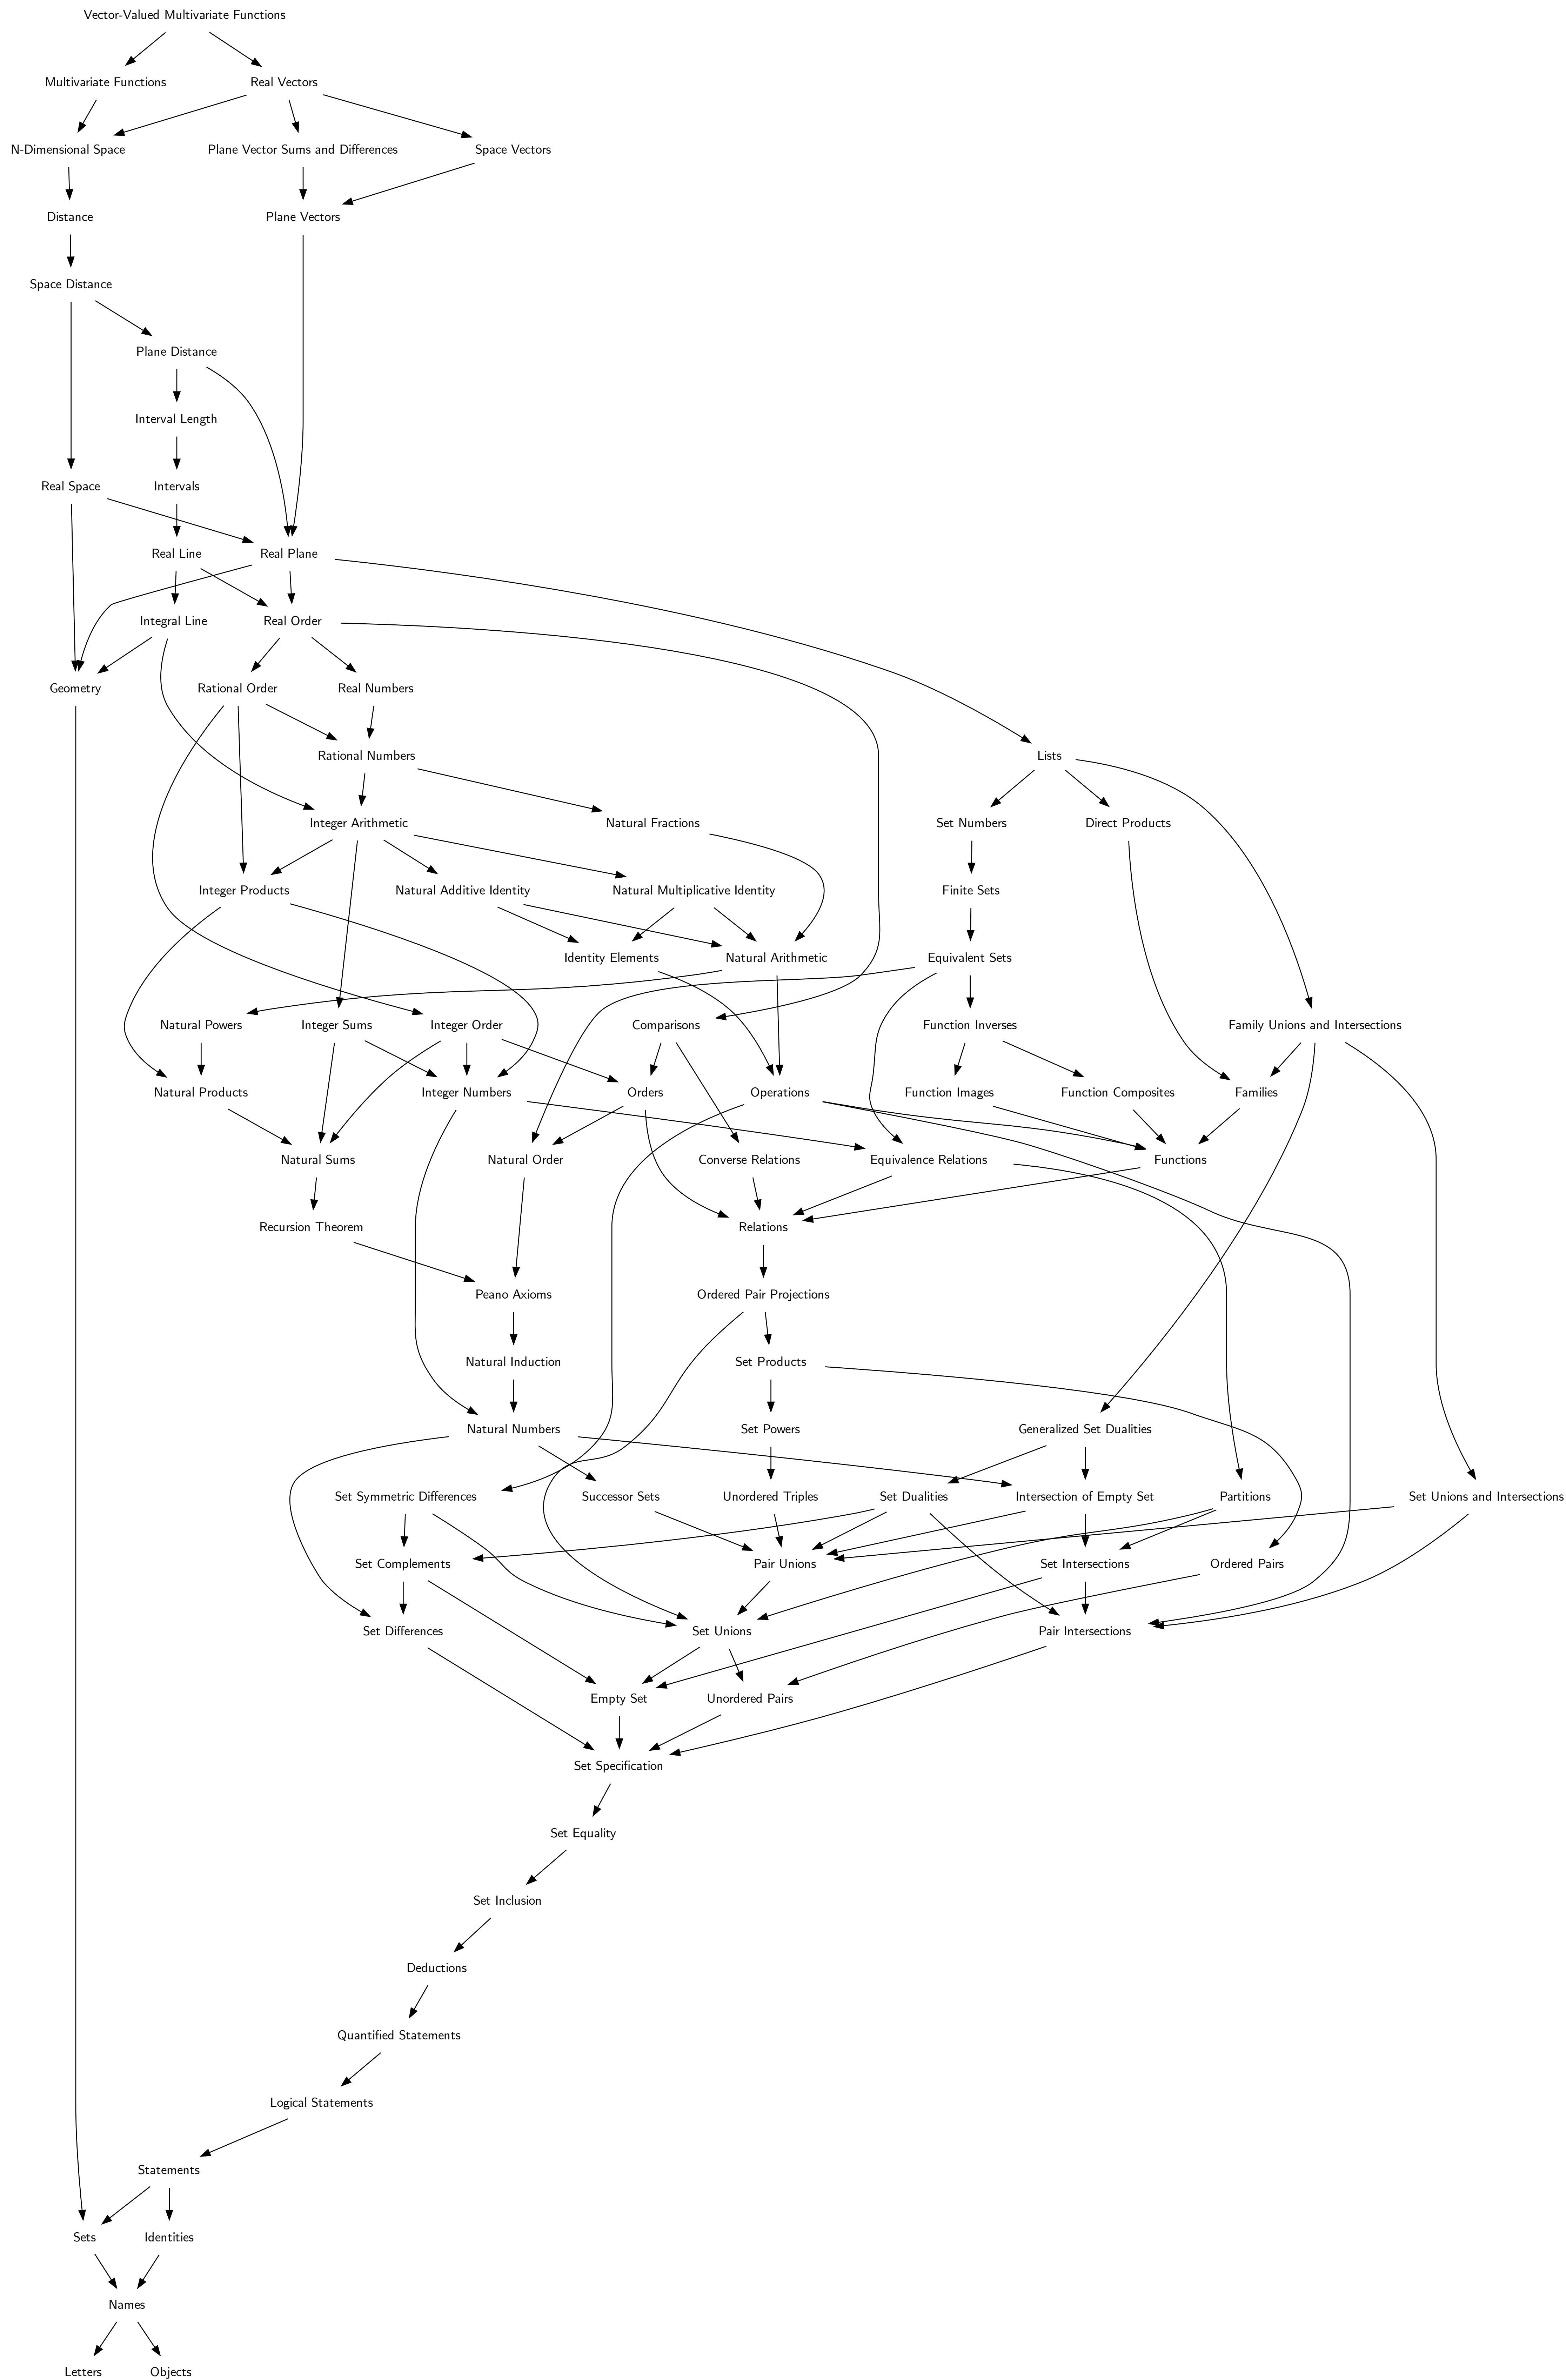 Vector-Valued Multivariate Functions
Multivariate Functions
Real Vectors
N-Dimensional Space
Plane Vector Sums and Differences
Space Vectors
Distance
Plane Vectors
Space Distance
Plane Distance
Interval Length
Real Space
Intervals
Real Line
Real Plane
Integral Line
Real Order
Geometry
Rational Order
Real Numbers
Rational Numbers
Lists
Integer Arithmetic
Natural Fractions
Set Numbers
Direct Products
Integer Products
Natural Additive Identity
Natural Multiplicative Identity
Finite Sets
Identity Elements
Natural Arithmetic
Equivalent Sets
Natural Powers
Integer Sums
Integer Order
Comparisons
Function Inverses
Family Unions and Intersections
Natural Products
Integer Numbers
Orders
Operations
Function Images
Function Composites
Families
Natural Sums
Natural Order
Converse Relations
Equivalence Relations
Functions
Recursion Theorem
Relations
Peano Axioms
Ordered Pair Projections
Natural Induction
Set Products
Natural Numbers
Set Powers
Generalized Set Dualities
Set Symmetric Differences
Successor Sets
Unordered Triples
Set Dualities
Intersection of Empty Set
Partitions
Set Unions and Intersections
Set Complements
Pair Unions
Set Intersections
Ordered Pairs
Set Differences
Set Unions
Pair Intersections
Empty Set
Unordered Pairs
Set Specification
Set Equality
Set Inclusion
Deductions
Quantified Statements
Logical Statements
Statements
Sets
Identities
Names
Letters
Objects